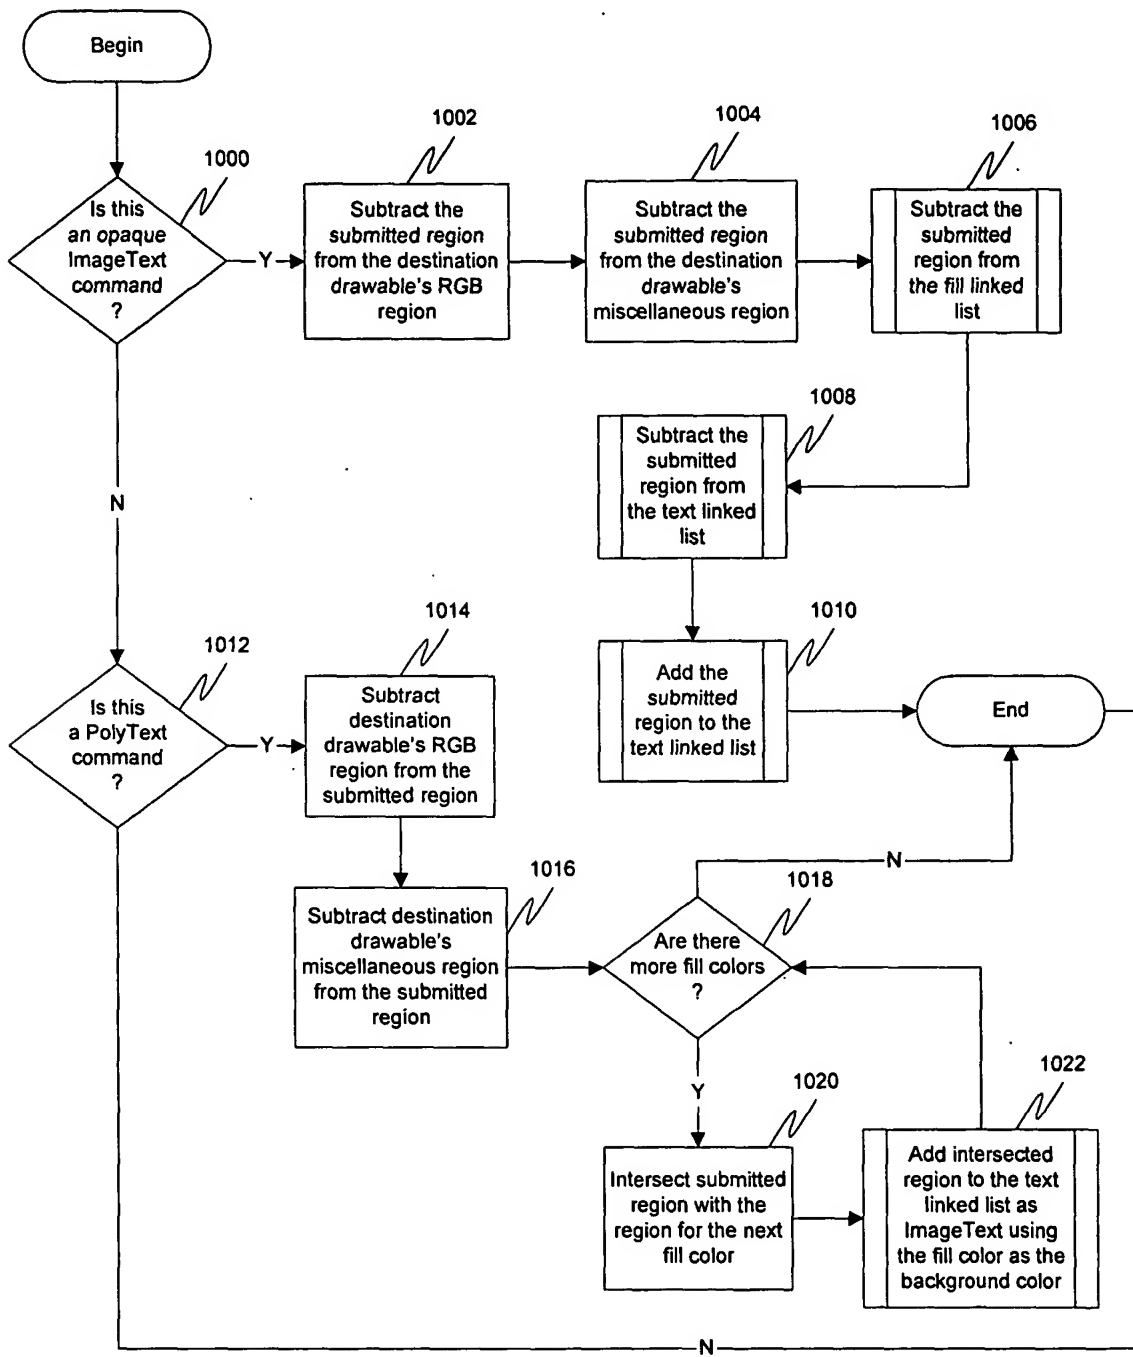 Begin
1000
Is this
an opaque
ImageText
command
?
Y
1002
Subtract the
submitted region
from the destination
drawable's RGB
region
1004
Subtract the
submitted region
from the destination
drawable's
miscellaneous region
1006
Subtract the
submitted
region from
the fill linked
list
1008
Subtract the
submitted
region from
the text linked
list
N
1010
Add the
submitted
region to the
text linked list
End
1012
Is this
a PolyText
command
?
Y
1014
Subtract
destination
drawable's RGB
region from the
submitted region
1016
Subtract destination
drawable's
miscellaneous region
from the submitted
region
1018
Are there
more fill colors
?
N
Y
1020
Intersect submitted
region with the
region for the next
fill color
1022
Add intersected
region to the text
linked list as
ImageText using
the fill color as the
background color
N